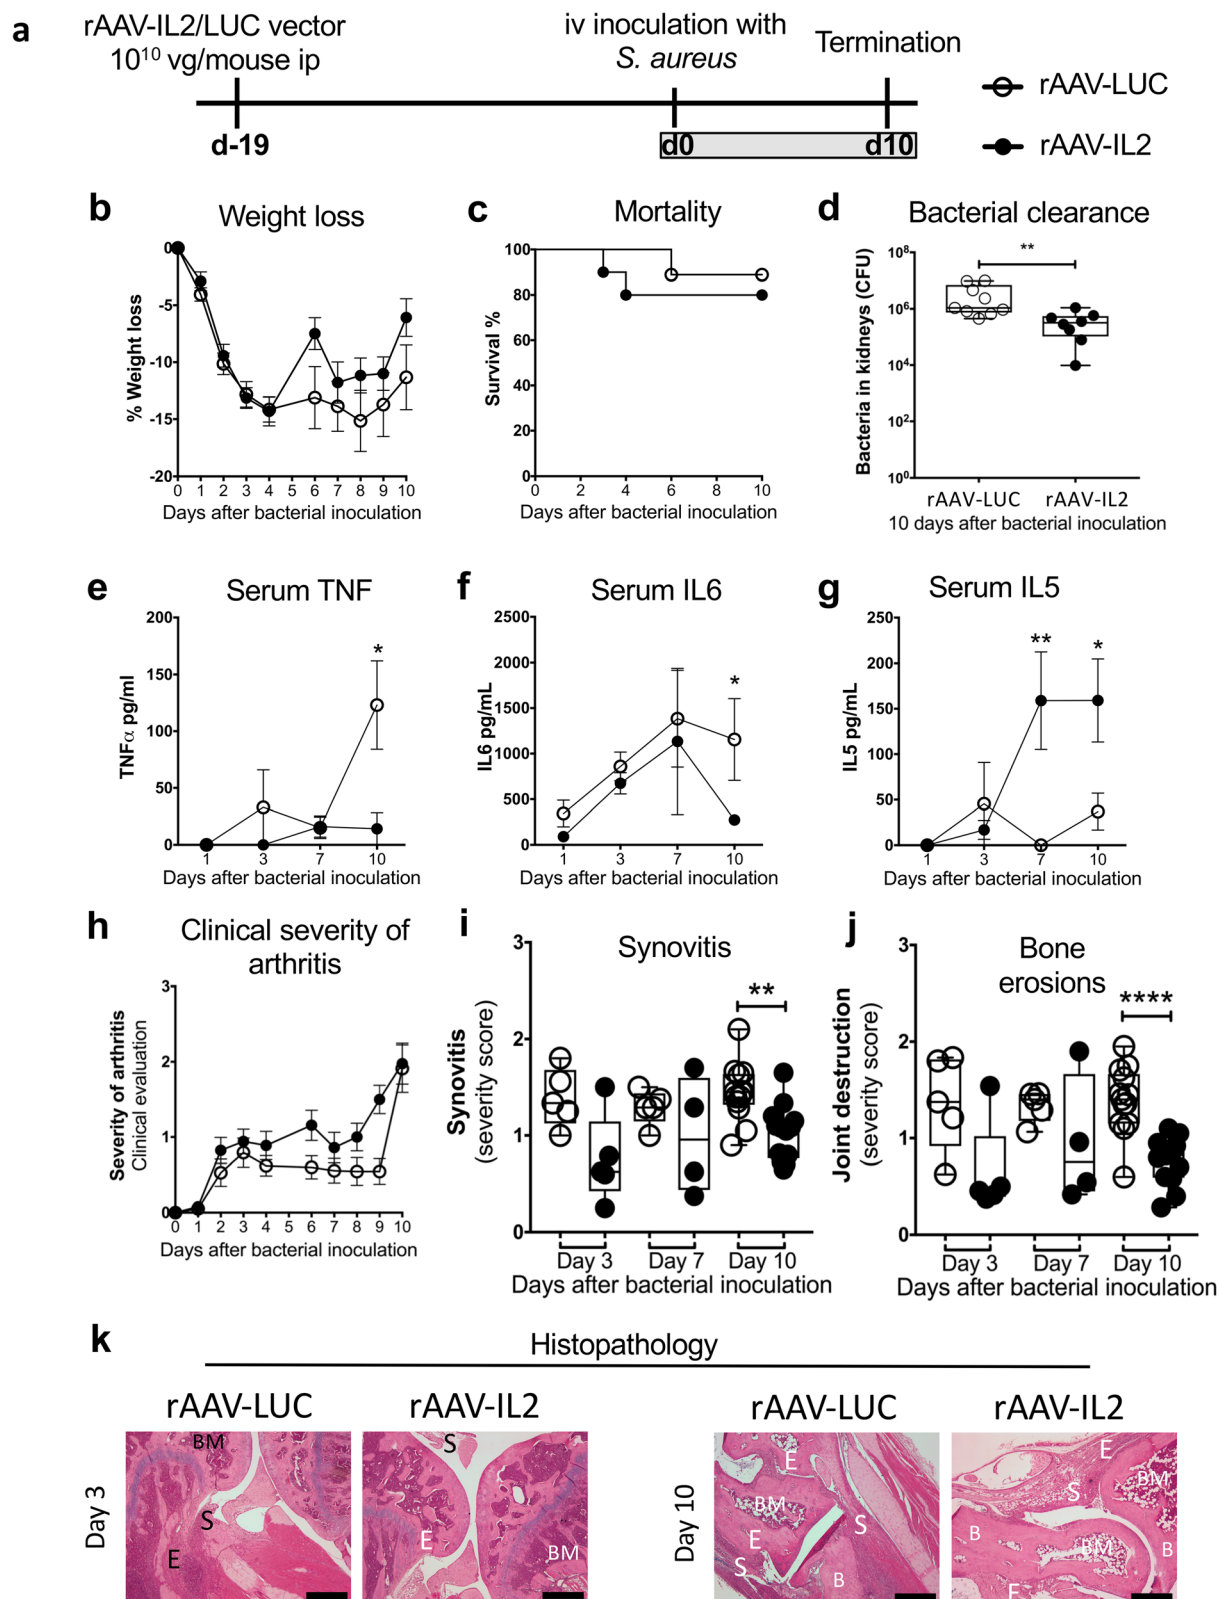 a
rAAV-IL2/LUC vector
10¹⁰ vg/mouse ip
iv inoculation with
S. aureus
Termination
d-19
d0
d10
rAAV-LUC
rAAV-IL2
b
Weight loss
% Weight loss
0
-5
-10
-15
-20
0 1 2 3 4 5 6 7 8 9 10
Days after bacterial inoculation
c
Mortality
Survival %
100
80
60
40
20
0
0 2 4 6 8 10
Days after bacterial inoculation
d
Bacterial clearance
Bacteria in kidneys (CFU)
**
10⁸
10⁶
10⁴
10²
10⁰
rAAV-LUC rAAV-IL2
10 days after bacterial inoculation
e
Serum TNF
TNFα pg/ml
200
150
100
50
0
*
1 3 7 10
Days after bacterial inoculation
f
Serum IL6
IL6 pg/mL
2500
2000
1500
1000
500
0
*
1 3 7 10
Days after bacterial inoculation
g
Serum IL5
IL5 pg/mL
250
200
150
100
50
0
** *
1 3 7 10
Days after bacterial inoculation
h
Clinical severity of
arthritis
Severity of arthritis
Clinical evaluation
3
2
1
0
0 1 2 3 4 5 6 7 8 9 10
Days after bacterial inoculation
i
Synovitis
Synovitis
(severity score)
3
2
1
0
**
Day 3 Day 7 Day 10
Days after bacterial inoculation
j
Bone
erosions
Joint destruction
(severity score)
3
2
1
0
****
Day 3 Day 7 Day 10
Days after bacterial inoculation
k
Histopathology
rAAV-LUC rAAV-IL2 rAAV-LUC rAAV-IL2
Day 3
BM
S
E
S
E
BM
Day 10
E
BM
E
S
S
B
E
S
BM
B
BM
B
E